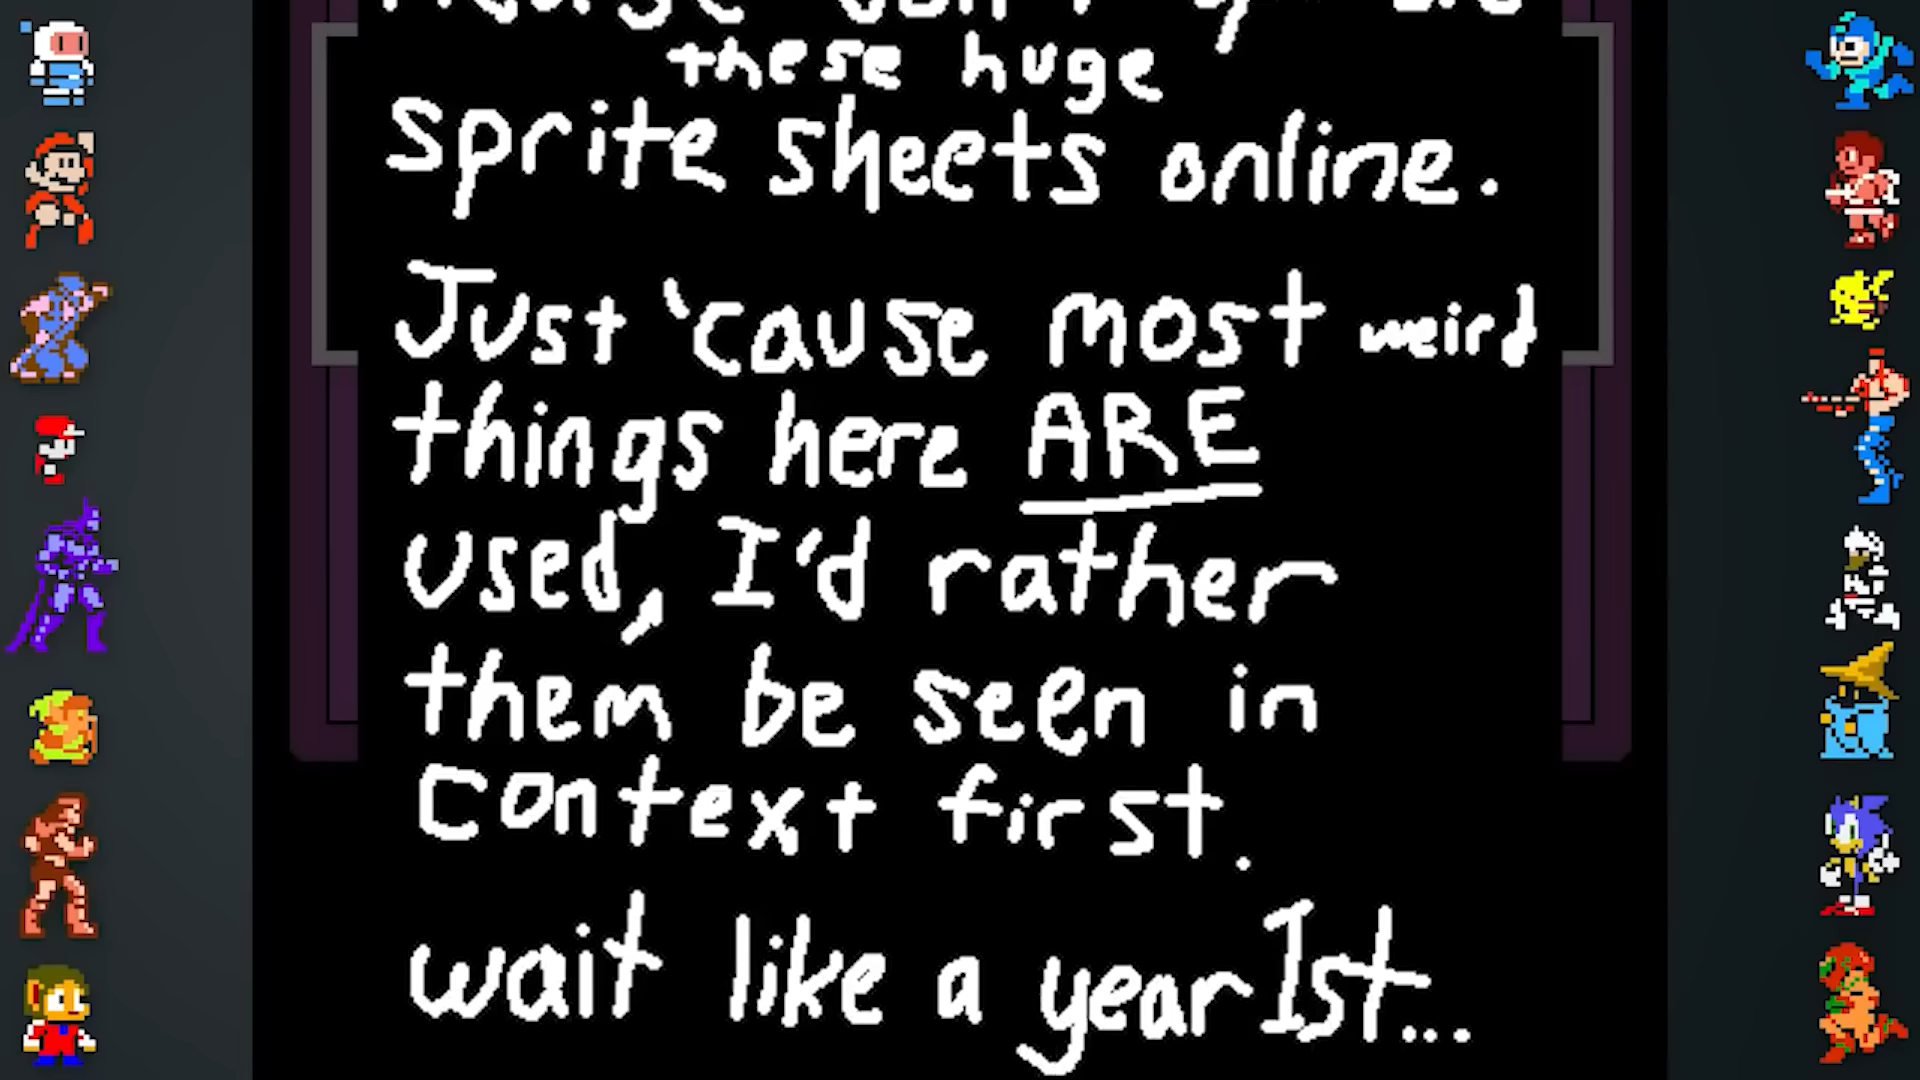 these huge
sprite sheets online.
Just 'cause most weird
things here ARE
used, I'd rather
them be seen in
context first.
wait like a year 1st...